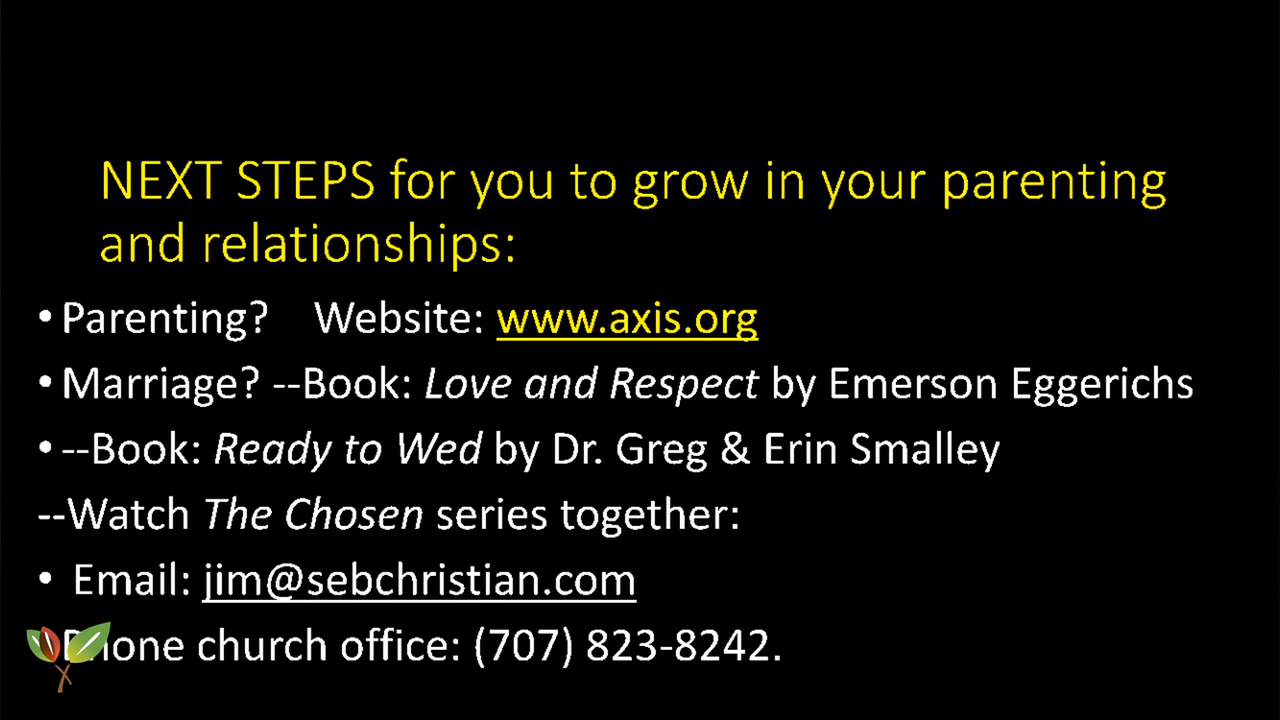 NEXT STEPS for you to grow in your parenting
and relationships:
• Parenting? Website: www.axis.org
• Marriage? --Book: Love and Respect by Emerson Eggerichs
• --Book: Ready to Wed by Dr. Greg & Erin Smalley
--Watch The Chosen series together:
• Email: jim@sebchristian.com
Phone church office: (707) 823-8242.